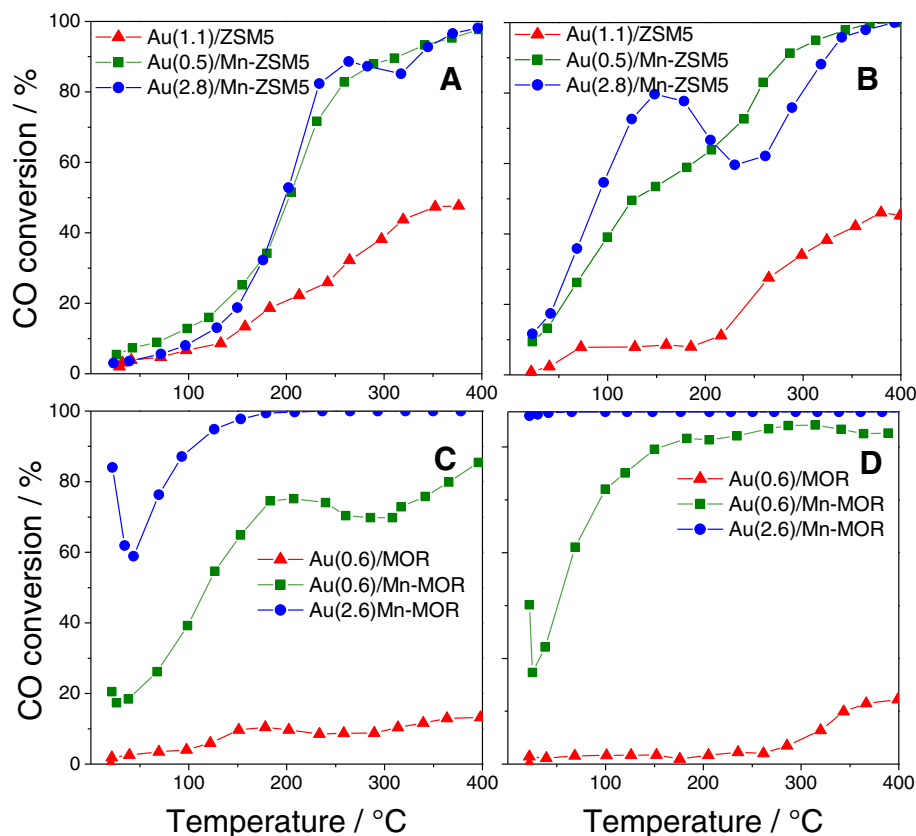 CO conversion / %
100
80
60
40
20
0
Au(1.1)/ZSM5
Au(0.5)/Mn-ZSM5
Au(2.8)/Mn-ZSM5
A
0 100 200 300 400
Au(1.1)/ZSM5
Au(0.5)/Mn-ZSM5
Au(2.8)/Mn-ZSM5
B
0 100 200 300 400
CO conversion / %
100
80
60
40
20
0
C
Au(0.6)/MOR
Au(0.6)/Mn-MOR
Au(2.6)Mn-MOR
0 100 200 300 400
Temperature / °C
D
Au(0.6)/MOR
Au(0.6)/Mn-MOR
Au(2.6)/Mn-MOR
0 100 200 300 400
Temperature / °C